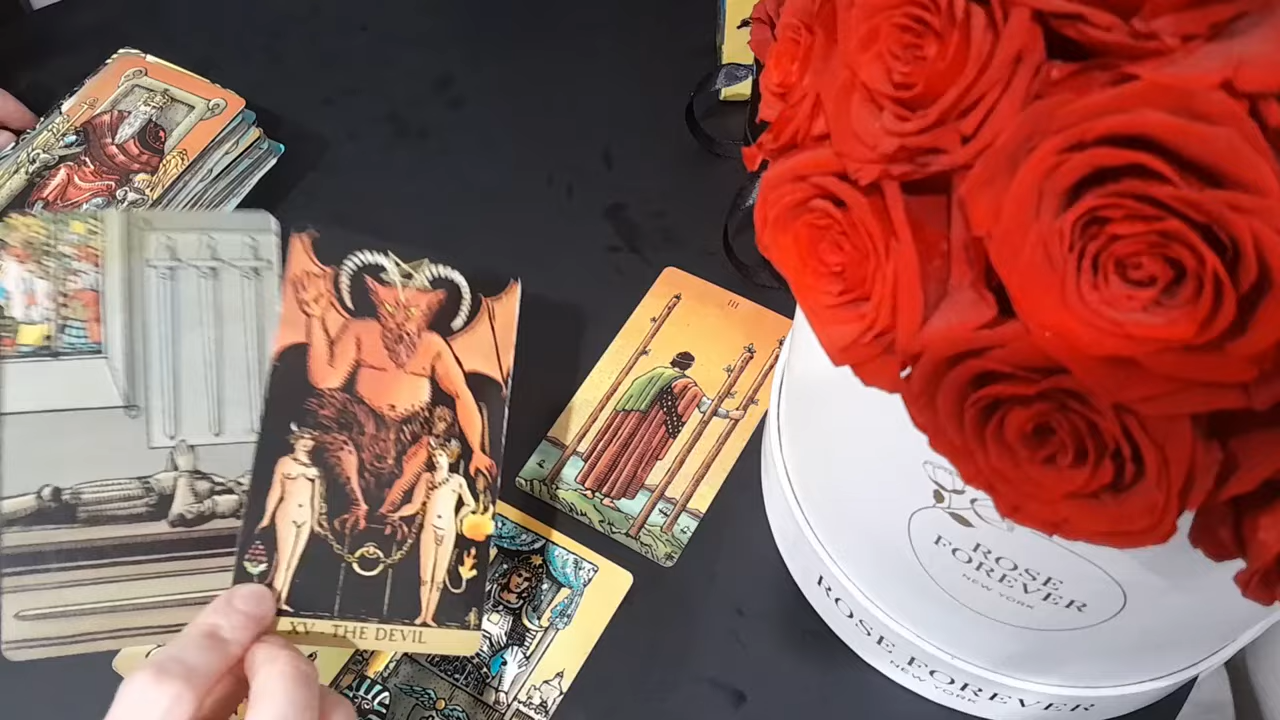 III
XV - THE DEVIL
ROSE
FOREVER
NEW YORK
ROSE FOREVER
NEW YORK